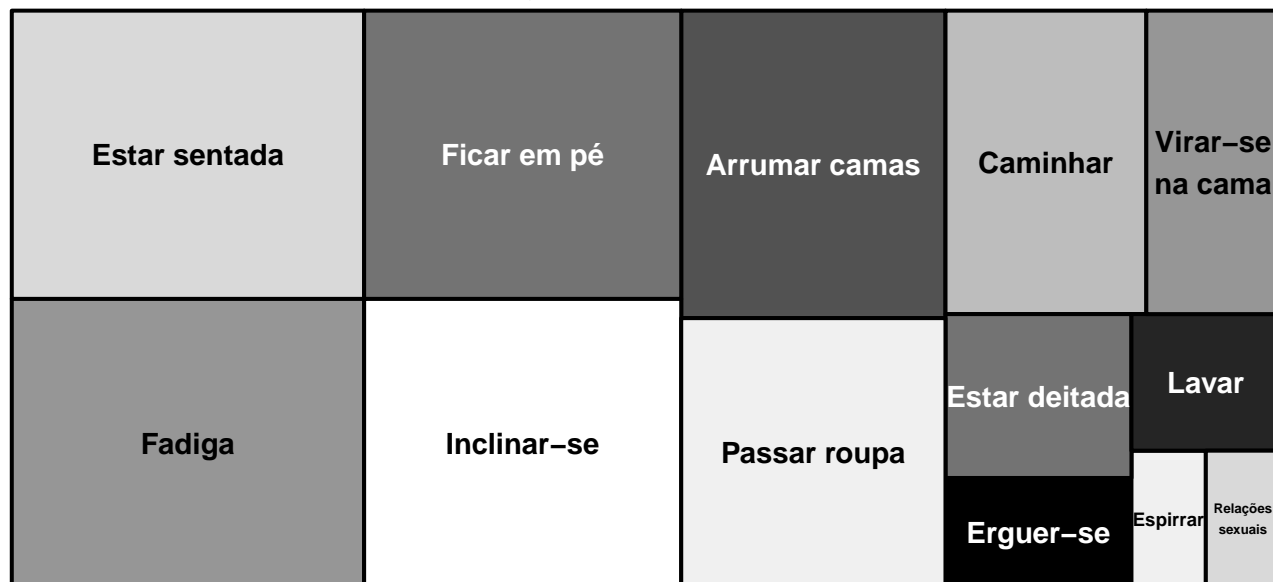 Estar sentada
Ficar em pé
Arrumar camas
Caminhar
Virar−se
na cama
Fadiga
Inclinar−se
Passar roupa
Estar deitada
Lavar
Erguer−se
Espirrar
Relações
sexuais